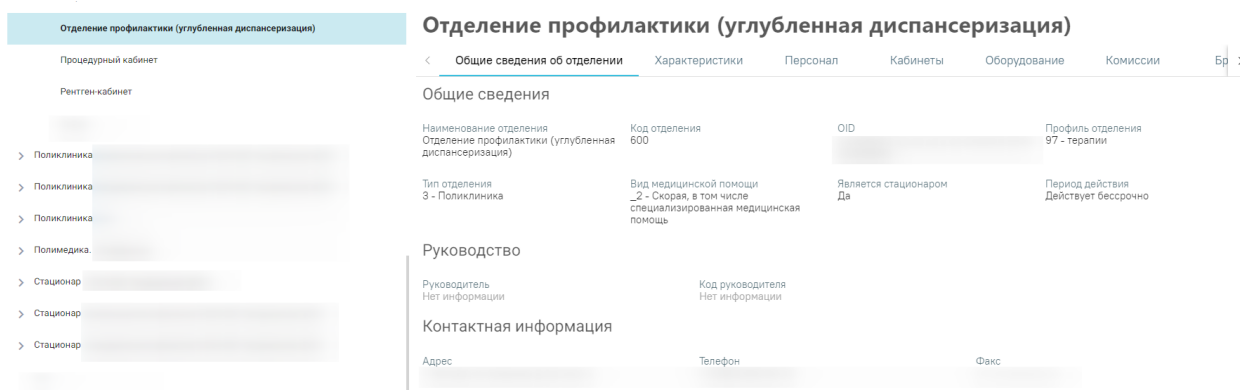 Отделение профилактики (углубленная диспансеризация)
Процедурный кабинет
Рентген-кабинет
Поликлиника
Поликлиника
Поликлиника
Полимедика.
Стационар
Стационар
Стационар
Отделение профилактики (углубленная диспансеризация)
Общие сведения об отделении Характеристики Персонал Кабинеты Оборудование Комиссии Бр
Общие сведения
Наименование отделения Код отделения OID Профиль отделения
Отделение профилактики (углубленная 600 97 - терапии
диспансеризация)
Тип отделения Вид медицинской помощи Является стационаром Период действия
3 - Поликлиника _2 - Скорая, в том числе Да Действует бессрочно
специализированная медицинская
помощь
Руководство
Руководитель Код руководителя
Нет информации Нет информации
Контактная информация
Адрес Телефон Факс